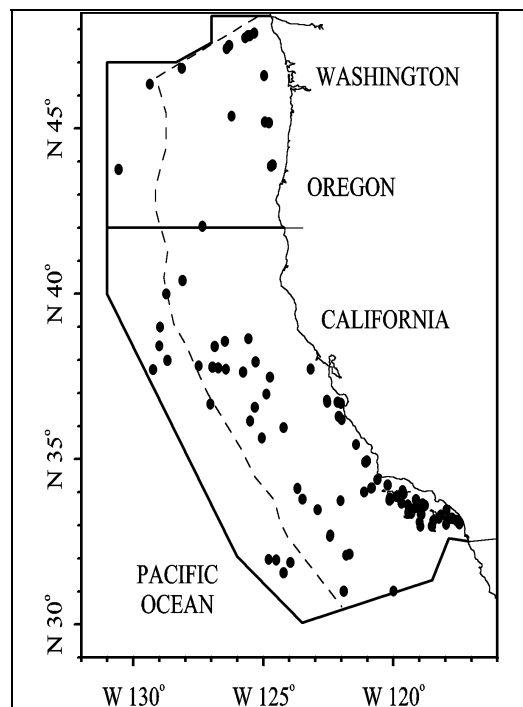 WASHINGTON
N 45°
OREGON
N 40°
CALIFORNIA
N 35°
PACIFIC
OCEAN
N 30°
W 130° W 125° W 120°